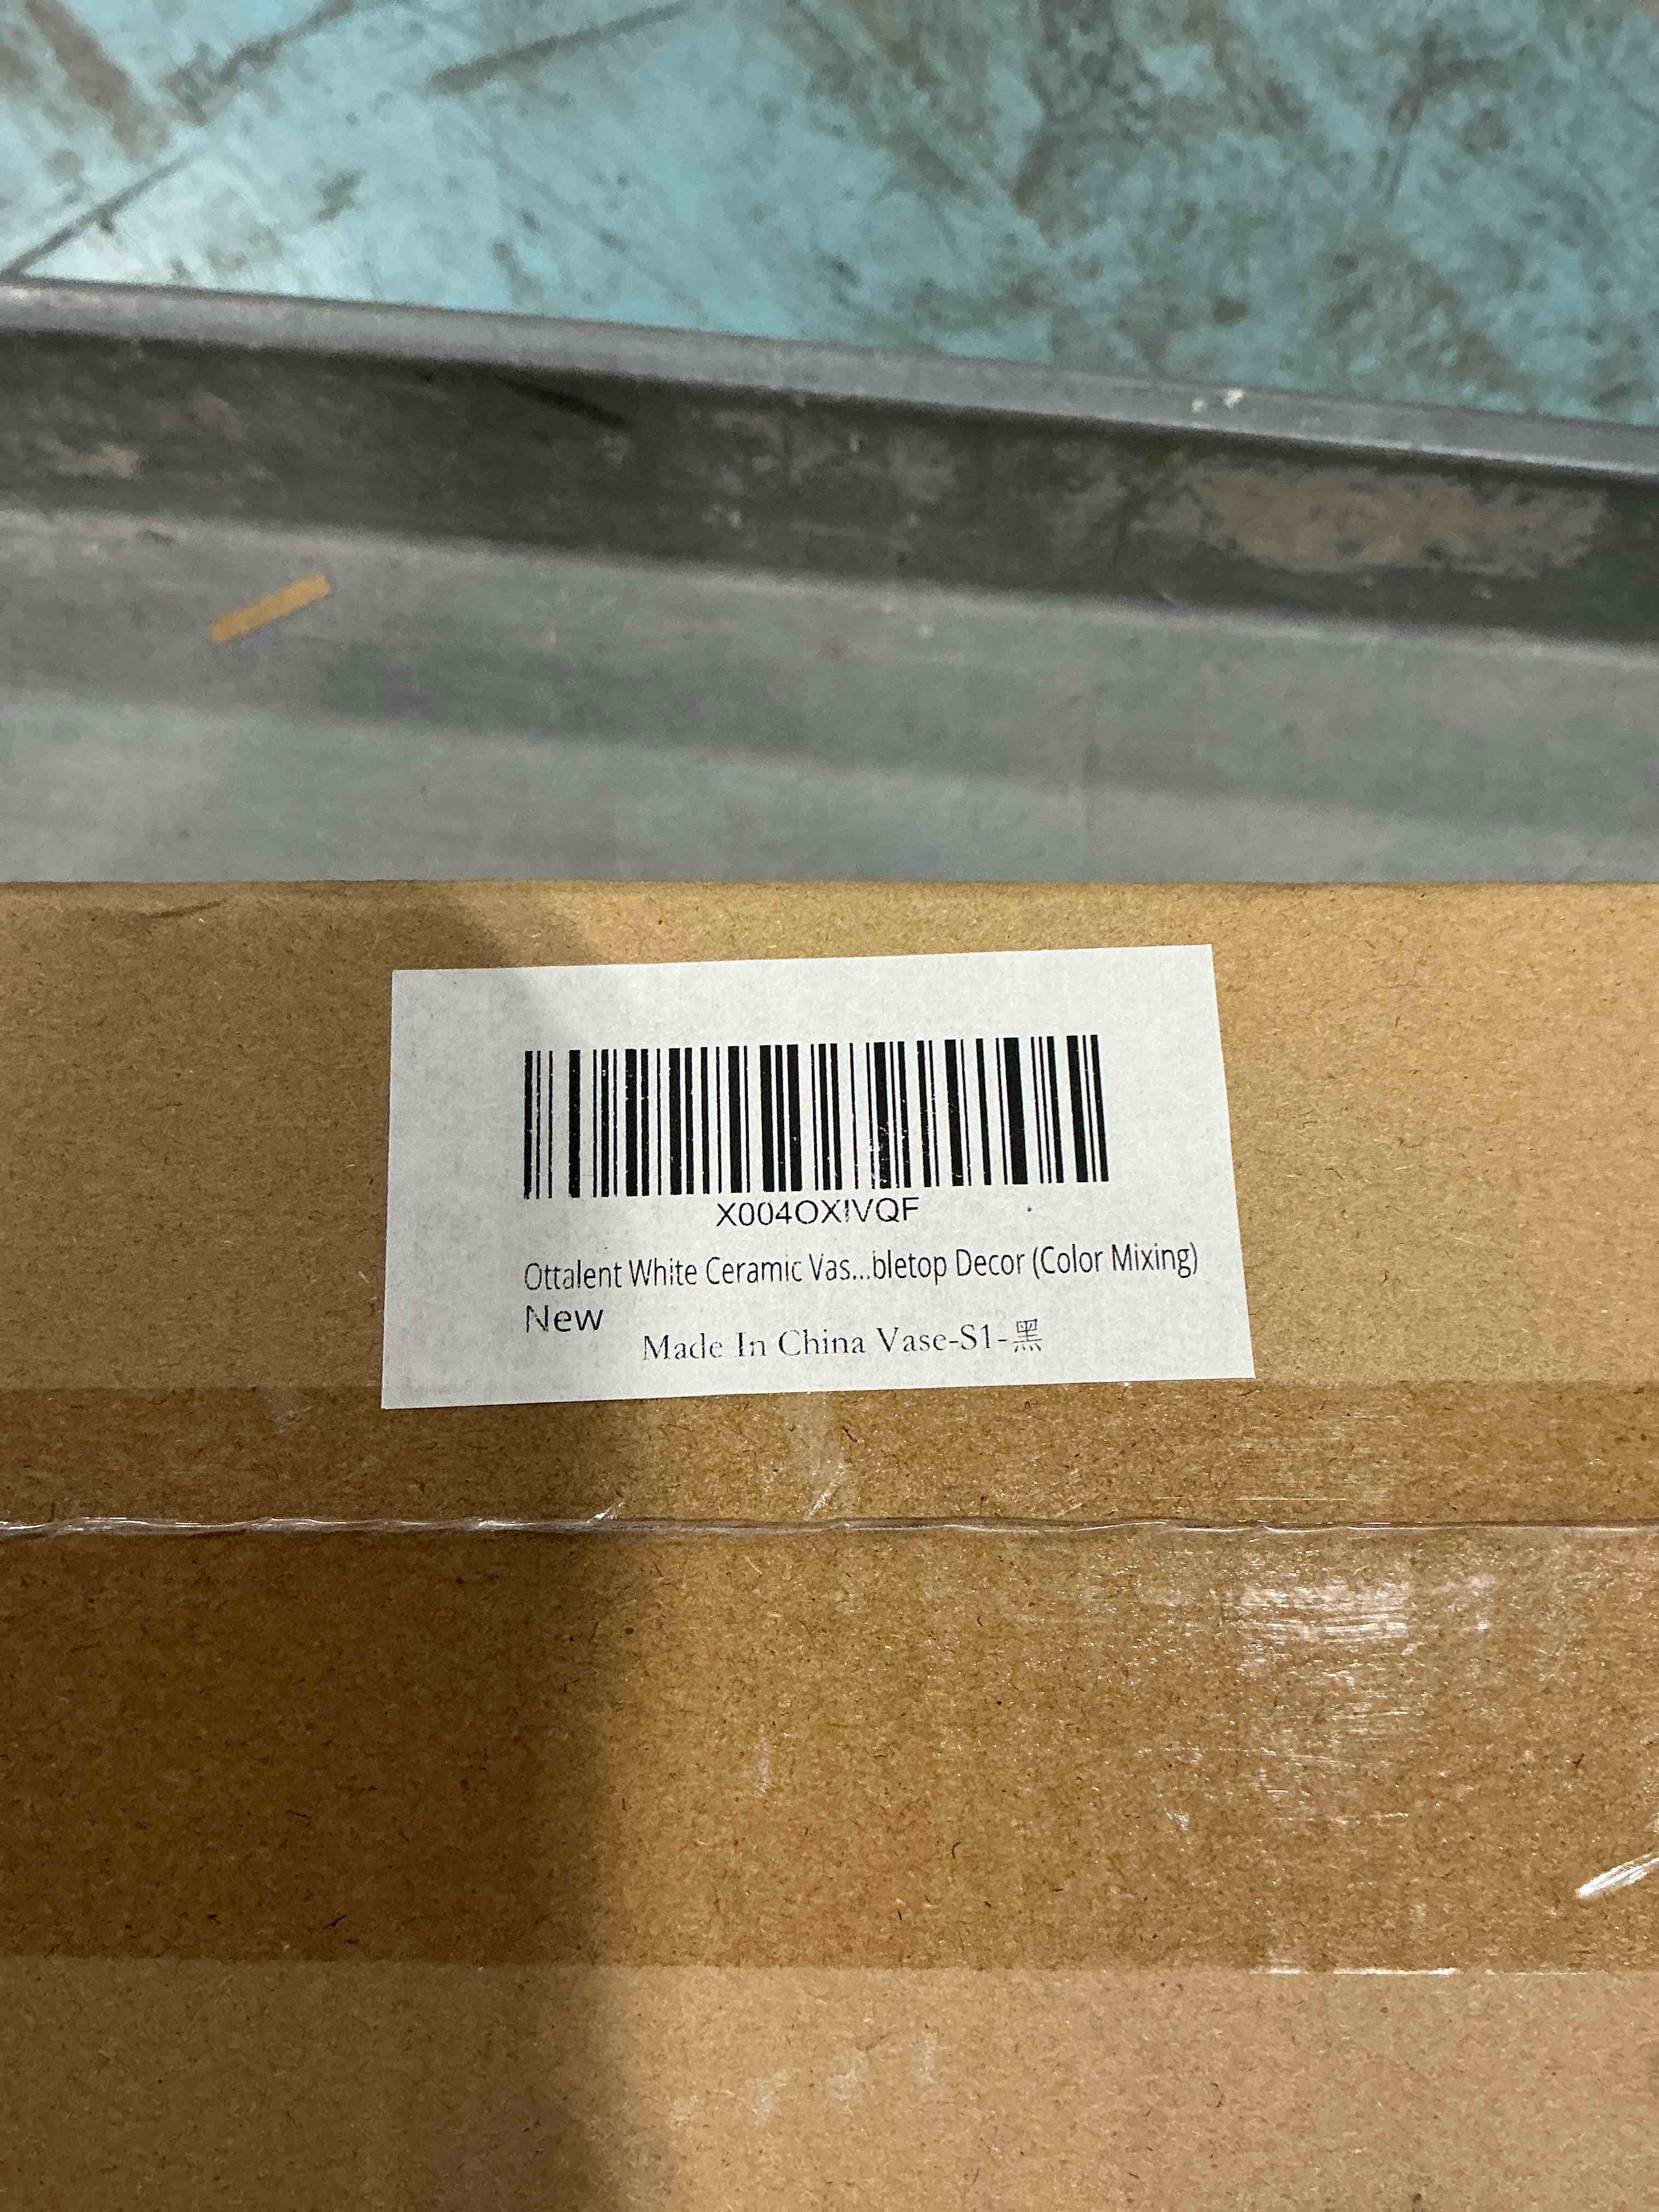 X004OXIVQF
Ottalent White Ceramic Vas...bletop Decor (Color Mixing)
New
Made In China Vase-S1-黑